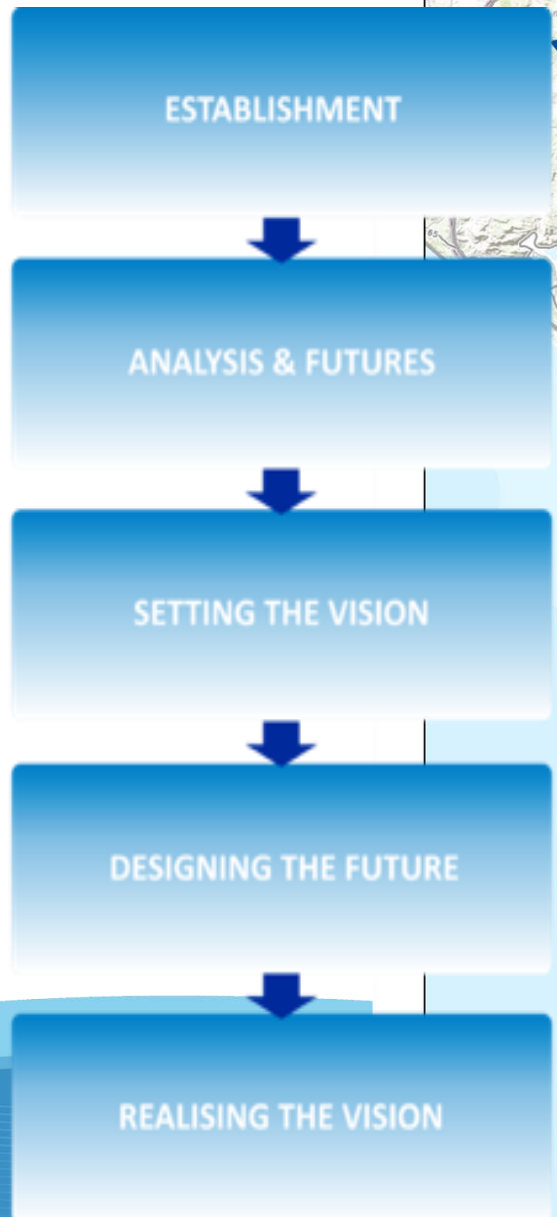 ESTABLISHMENT
ANALYSIS & FUTURES
SETTING THE VISION
DESIGNING THE FUTURE
REALISING THE VISION